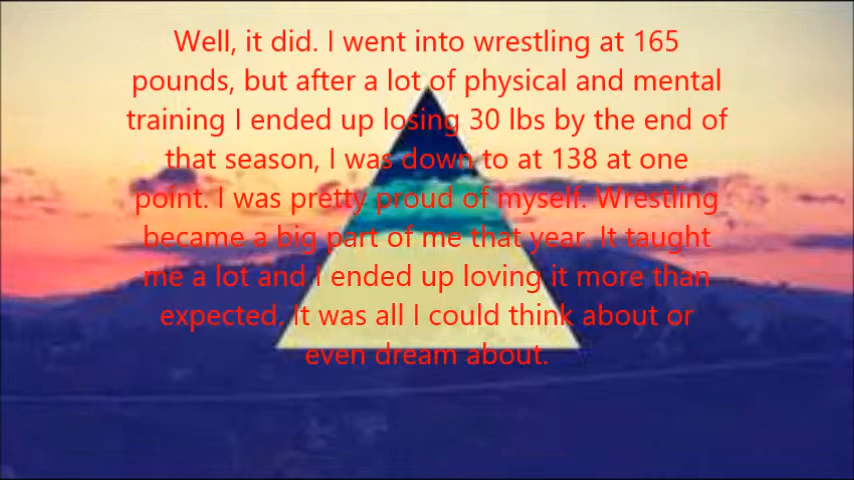 Well, it did. I went into wrestling at 165
pounds, but after a lot of physical and mental
training I ended up losing 30 lbs by the end of
that season, I was down to at 138 at one
point. I was pretty proud of myself. Wrestling
became a big part of me that year. It taught
me a lot and I ended up loving it more than
expected. It was all I could think about or
even dream about.